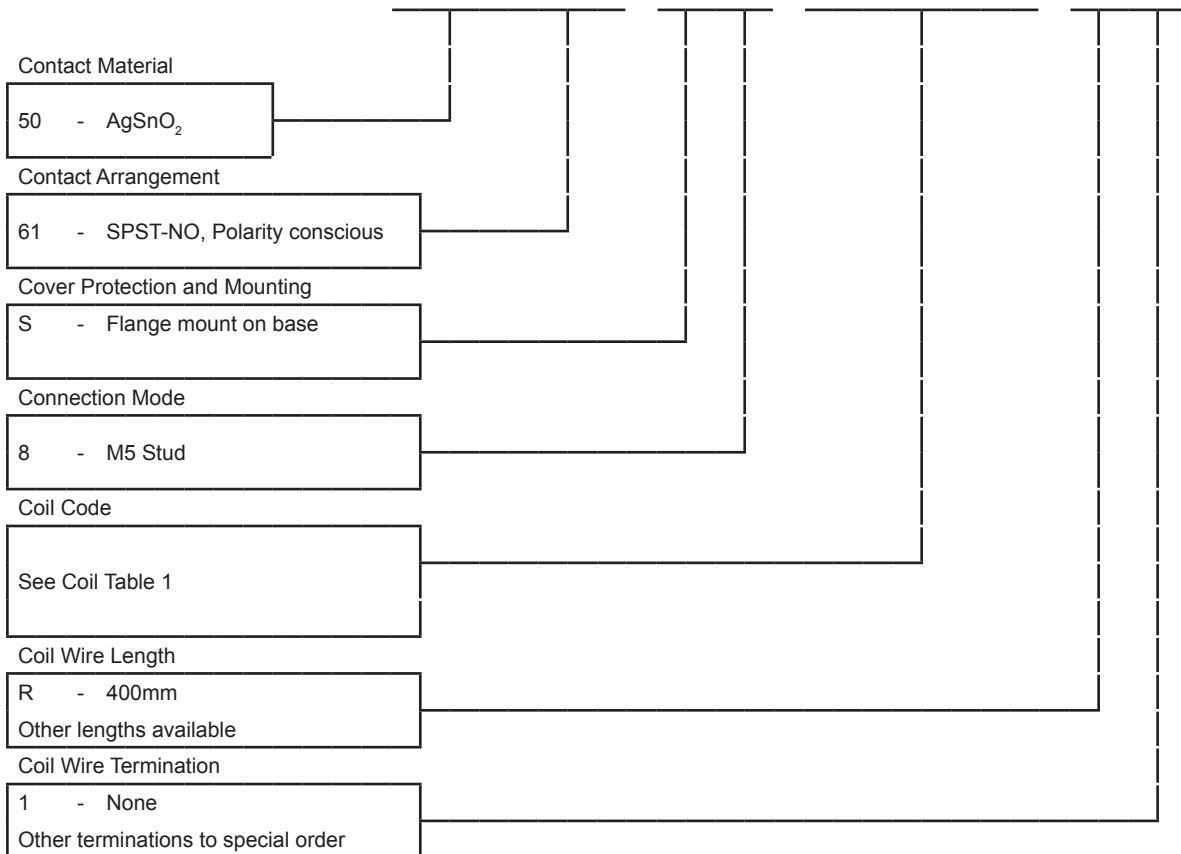 Contact Material
50 - AgSnO₂
Contact Arrangement
61 - SPST-NO, Polarity conscious
Cover Protection and Mounting
S - Flange mount on base
Connection Mode
8 - M5 Stud
Coil Code
See Coil Table 1
Coil Wire Length
R - 400mm
Other lengths available
Coil Wire Termination
1 - None
Other terminations to special order